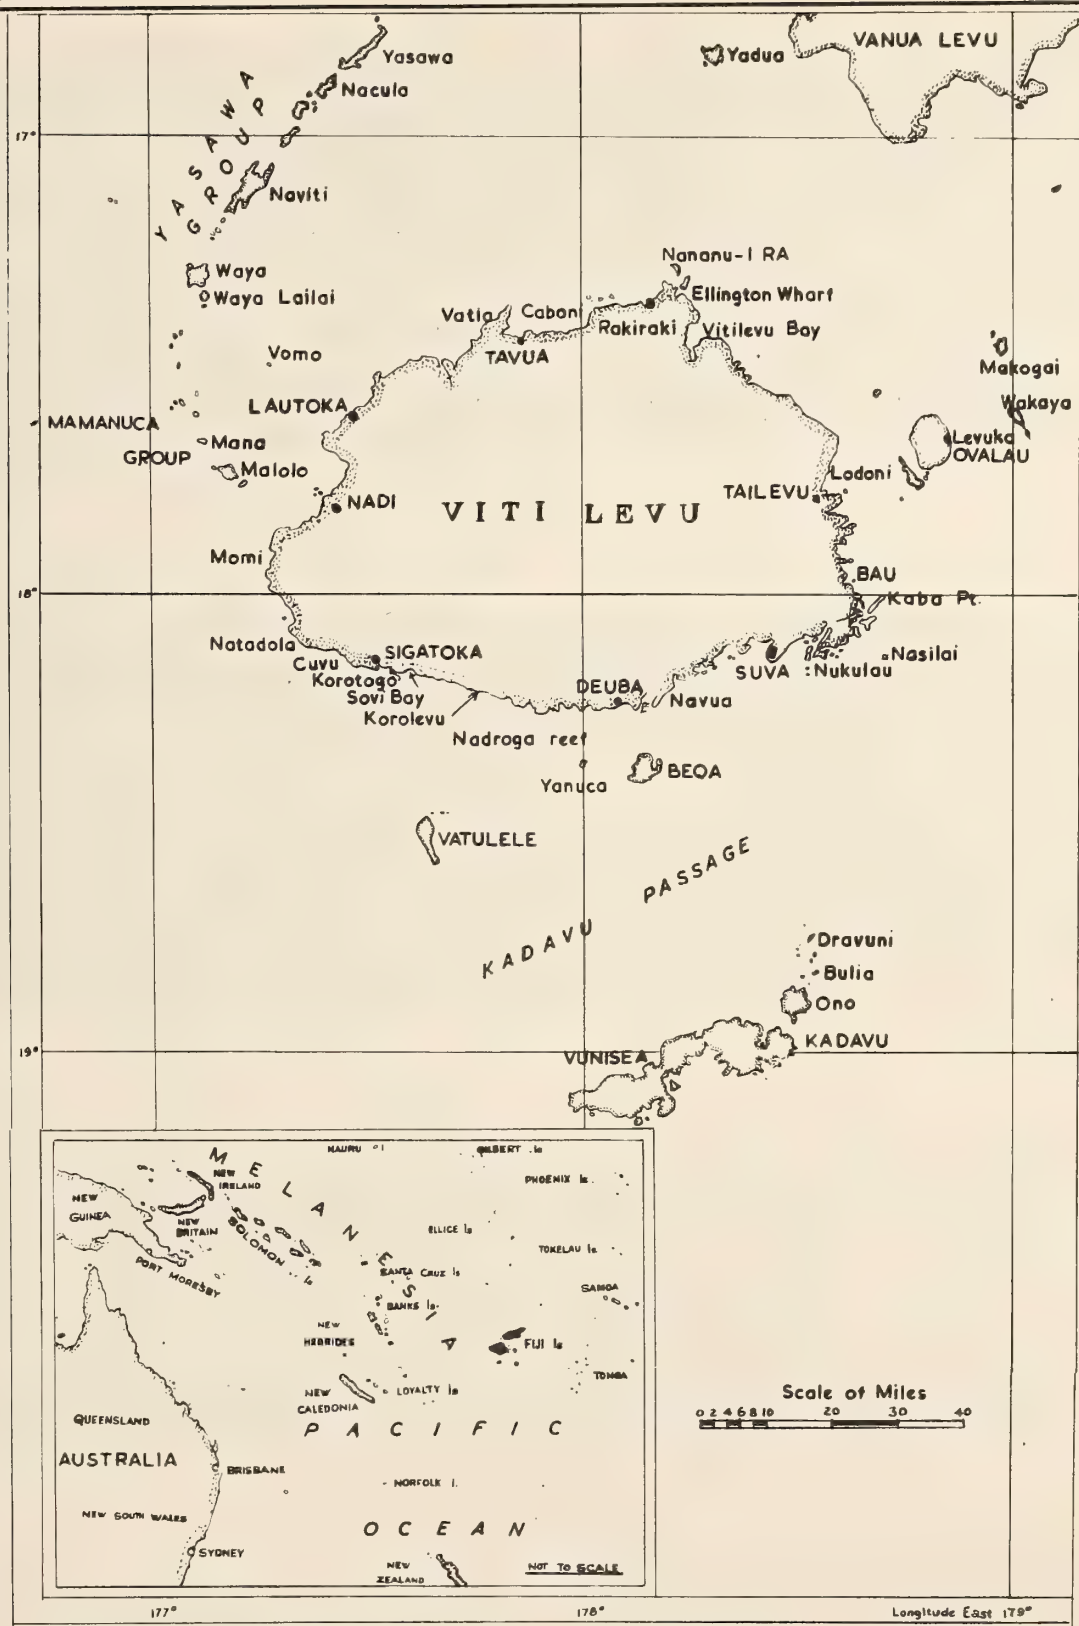 Yasawa
Nacula
YASAWA
GROUP
Yadua
VANUA LEVU
17°
Naviti
Waya
Waya Lailai
Nananu-I RA
Ellington Wharf
Vatia
Caboni
Rakiraki
Vitilevu Bay
Vomo
TAVUA
Makogai
LAUTOKA
Wakaya
MAMANUCA
GROUP
Mana
Malolo
Levuka
OVALAU
Lodoni
TAILEVU
NADI
VITI LEVU
Momi
BAU
18°
Kaba Pt.
Natadola
SIGATOKA
Cuvu
Korotogo
Sovi Bay
Korolevu
Nadroga reef
DEUBA
Navua
SUVA
Nukulau
Nasilai
Yanuca
BEQA
VATULELE
KADAVU PASSAGE
Dravuni
Bulia
Ono
KADAVU
19°
VUNISEA
MELANESIA
NAURU I
GILBERT Is
NEW
IRELAND
PHOENIX Is.
NEW
GUINEA
NEW
BRITAIN
SOLOMON Is
ELLICE Is
TOKELAU Is.
PORT MORESBY
SANTA CRUZ Is
SAMOA
BANKS Is.
NEW
HEBRIDES
FIJI Is
TONGA
NEW
CALEDONIA
LOYALTY Is
QUEENSLAND
PACIFIC
AUSTRALIA
BRISBANE
NORFOLK I.
NEW SOUTH WALES
OCEAN
SYDNEY
NEW
ZEALAND
NOT TO SCALE
Scale of Miles
0 2 4 6 8 10 20 30 40
177°
178°
Longitude East 179°